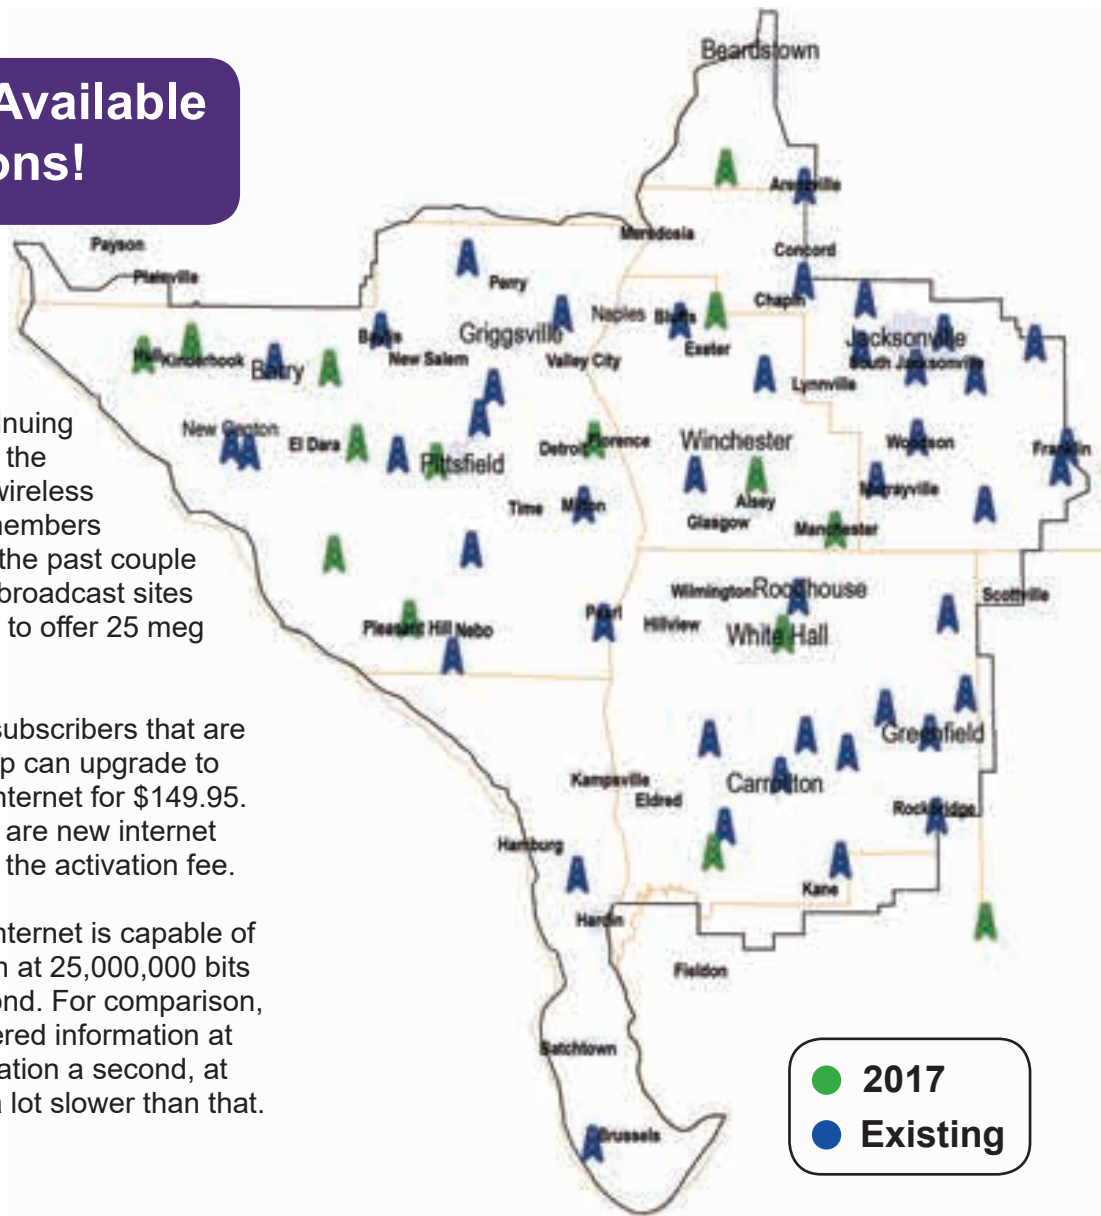 Available
ons!
Beardstown
Arenzville
Meredosia
Concord
Payson
Plainville
Perry
Chapin
Naples
Bluffs
Griggsville
Baylis
Exeter
Jacksonville
New Salem
Valley City
South Jacksonville
Hull
Kinderhook
Barry
Lynnville
New Canton
El Dara
Detroit
Florence
Winchester
Woodson
Franklin
Pittsfield
Time
Milton
Alsey
Murrayville
Glasgow
Manchester
Wilmington
Roodhouse
Scottville
Pleasant Hill
Nebo
Pearl
Hillview
White Hall
Greenfield
Kampsville
Carrollton
Eldred
Rockbridge
Hamburg
Kane
Hardin
Fieldon
Batchtown
Brussels
inuing
the
wireless
members
the past couple
broadcast sites
to offer 25 meg
subscribers that are
p can upgrade to
nternet for $149.95.
are new internet
the activation fee.
nternet is capable of
n at 25,000,000 bits
ond. For comparison,
ered information at
ation a second, at
a lot slower than that.
2017
Existing